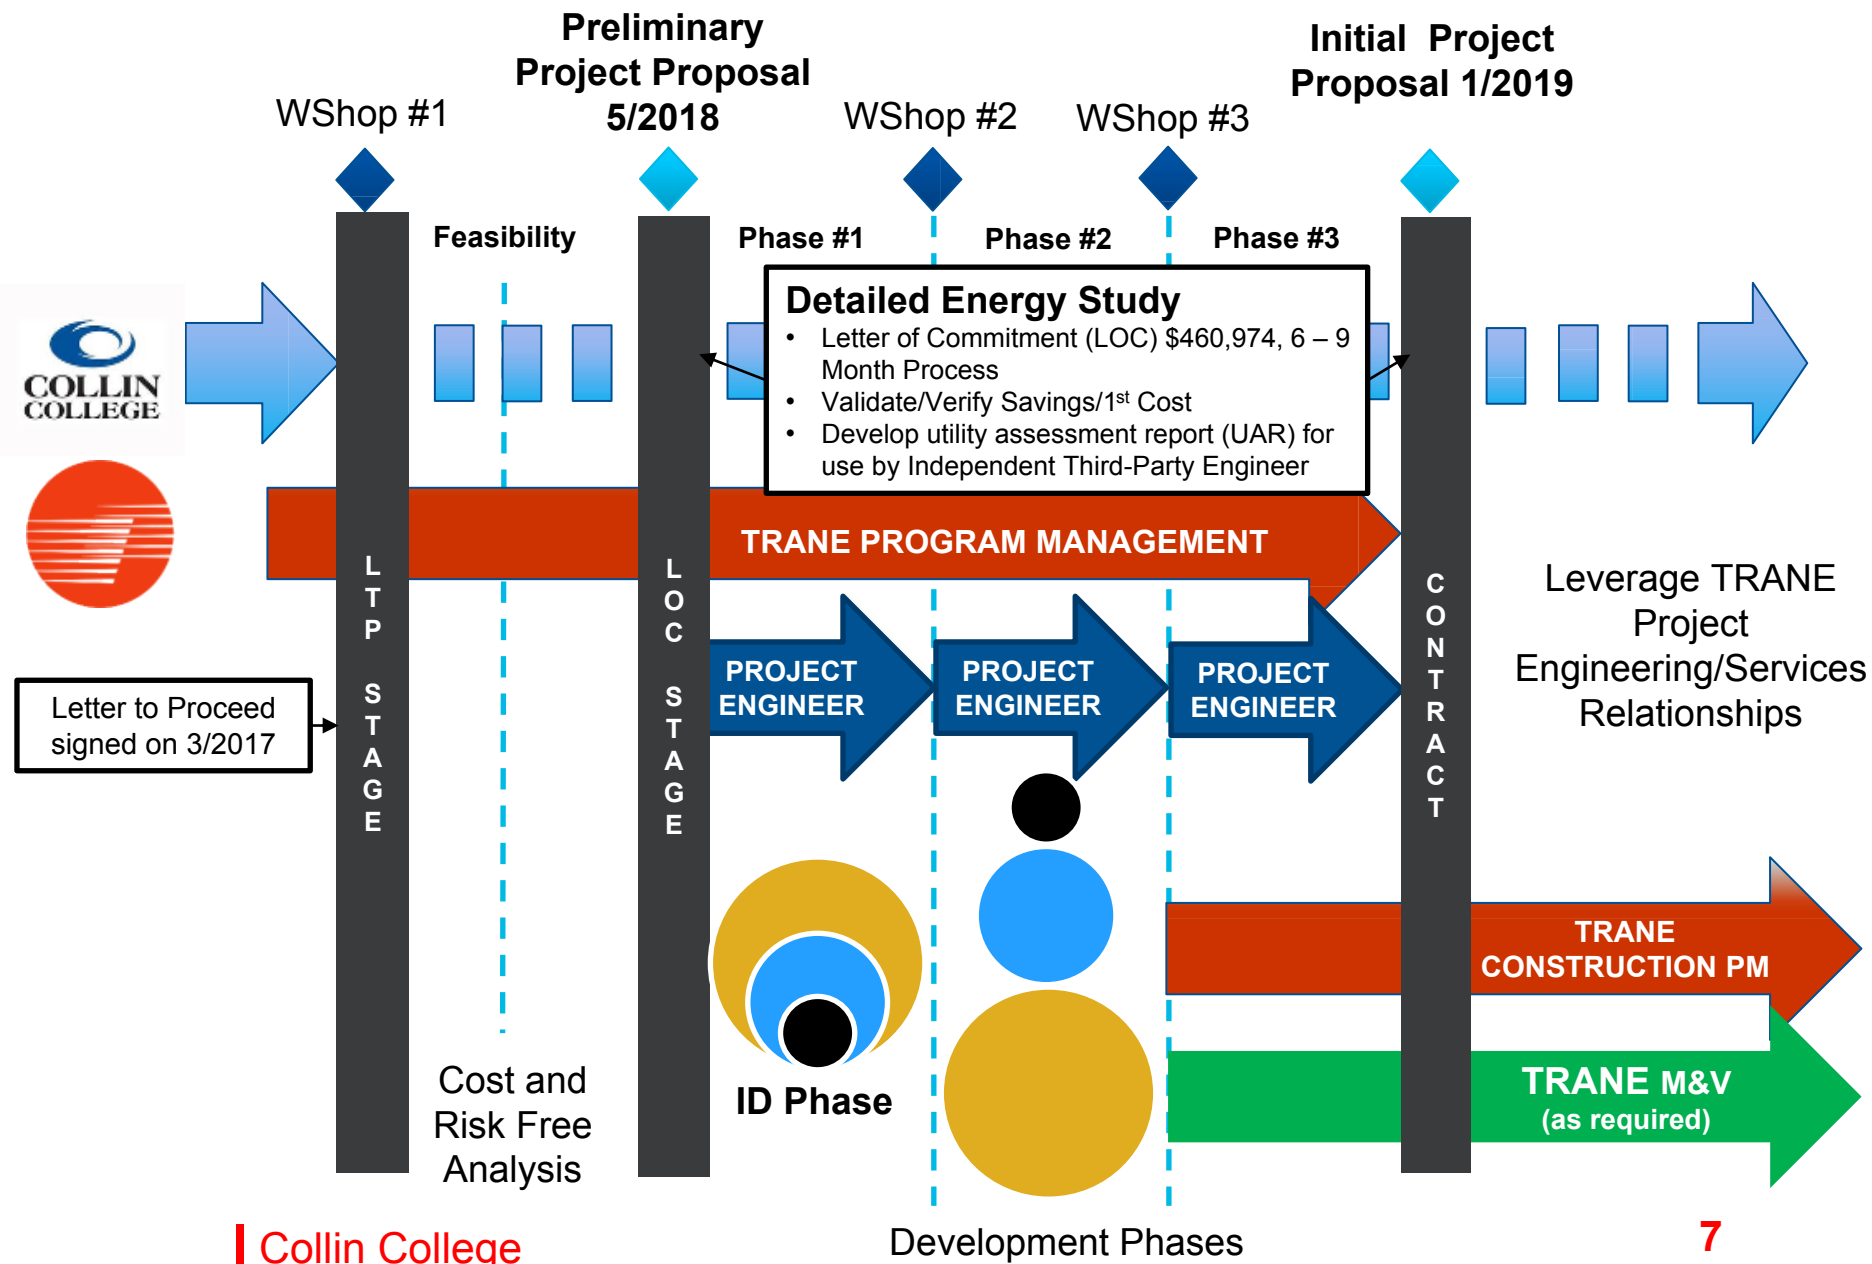 Preliminary
Project Proposal
5/2018
Initial  Project
Proposal 1/2019
WShop #1
WShop #2
WShop #3
Feasibility
Phase #1
Phase #2
Phase #3
Detailed Energy Study
• Letter of Commitment (LOC) $460,974, 6 – 9
Month Process
• Validate/Verify Savings/1st Cost
• Develop utility assessment report (UAR) for
use by Independent Third-Party Engineer
COLLIN
COLLEGE
TRANE PROGRAM MANAGEMENT
LTP STAGE
LOC STAGE
CONTRACT
Leverage TRANE
Project
Engineering/Services
Relationships
PROJECT
ENGINEER
PROJECT
ENGINEER
PROJECT
ENGINEER
Letter to Proceed
signed on 3/2017
TRANE
CONSTRUCTION PM
Cost and
Risk Free
Analysis
ID Phase
TRANE M&V
(as required)
Collin College
Development Phases
7